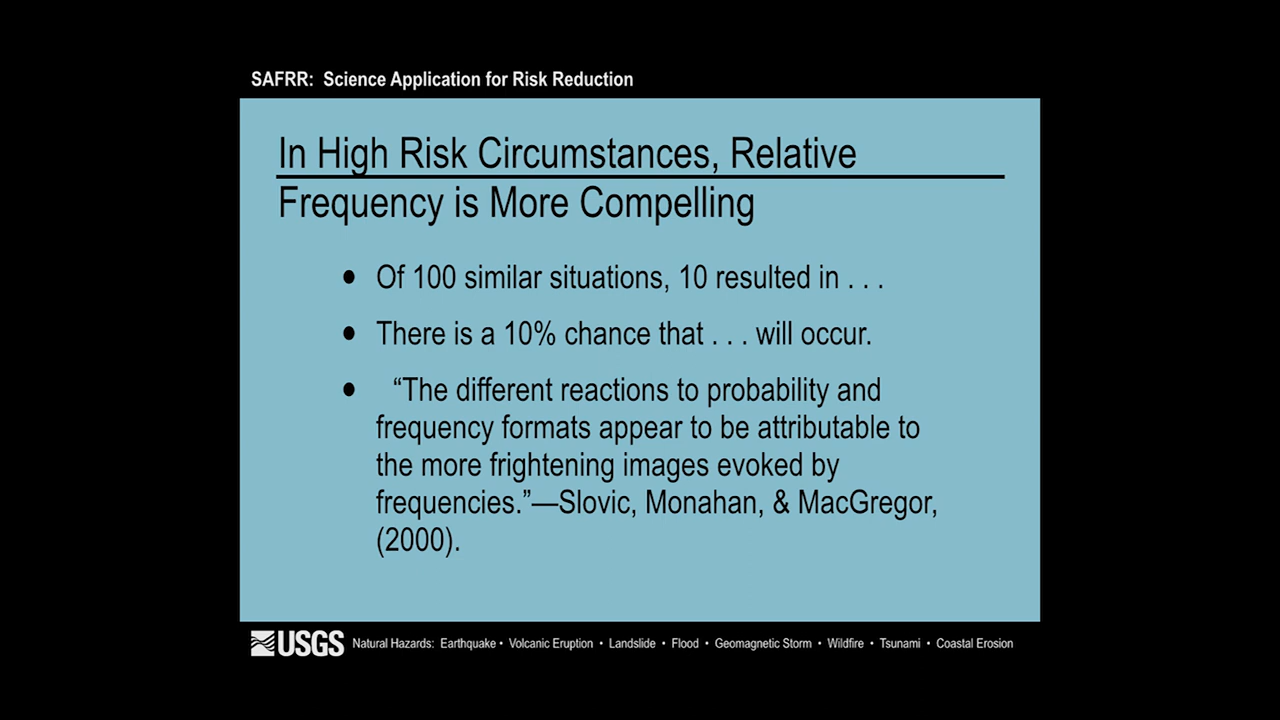 SAFRR: Science Application for Risk Reduction
In High Risk Circumstances, Relative
Frequency is More Compelling
• Of 100 similar situations, 10 resulted in . . .
• There is a 10% chance that . . . will occur.
• “The different reactions to probability and
frequency formats appear to be attributable to
the more frightening images evoked by
frequencies.”—Slovic, Monahan, & MacGregor,
(2000).
USGS Natural Hazards: Earthquake • Volcanic Eruption • Landslide • Flood • Geomagnetic Storm • Wildfire • Tsunami • Coastal Erosion